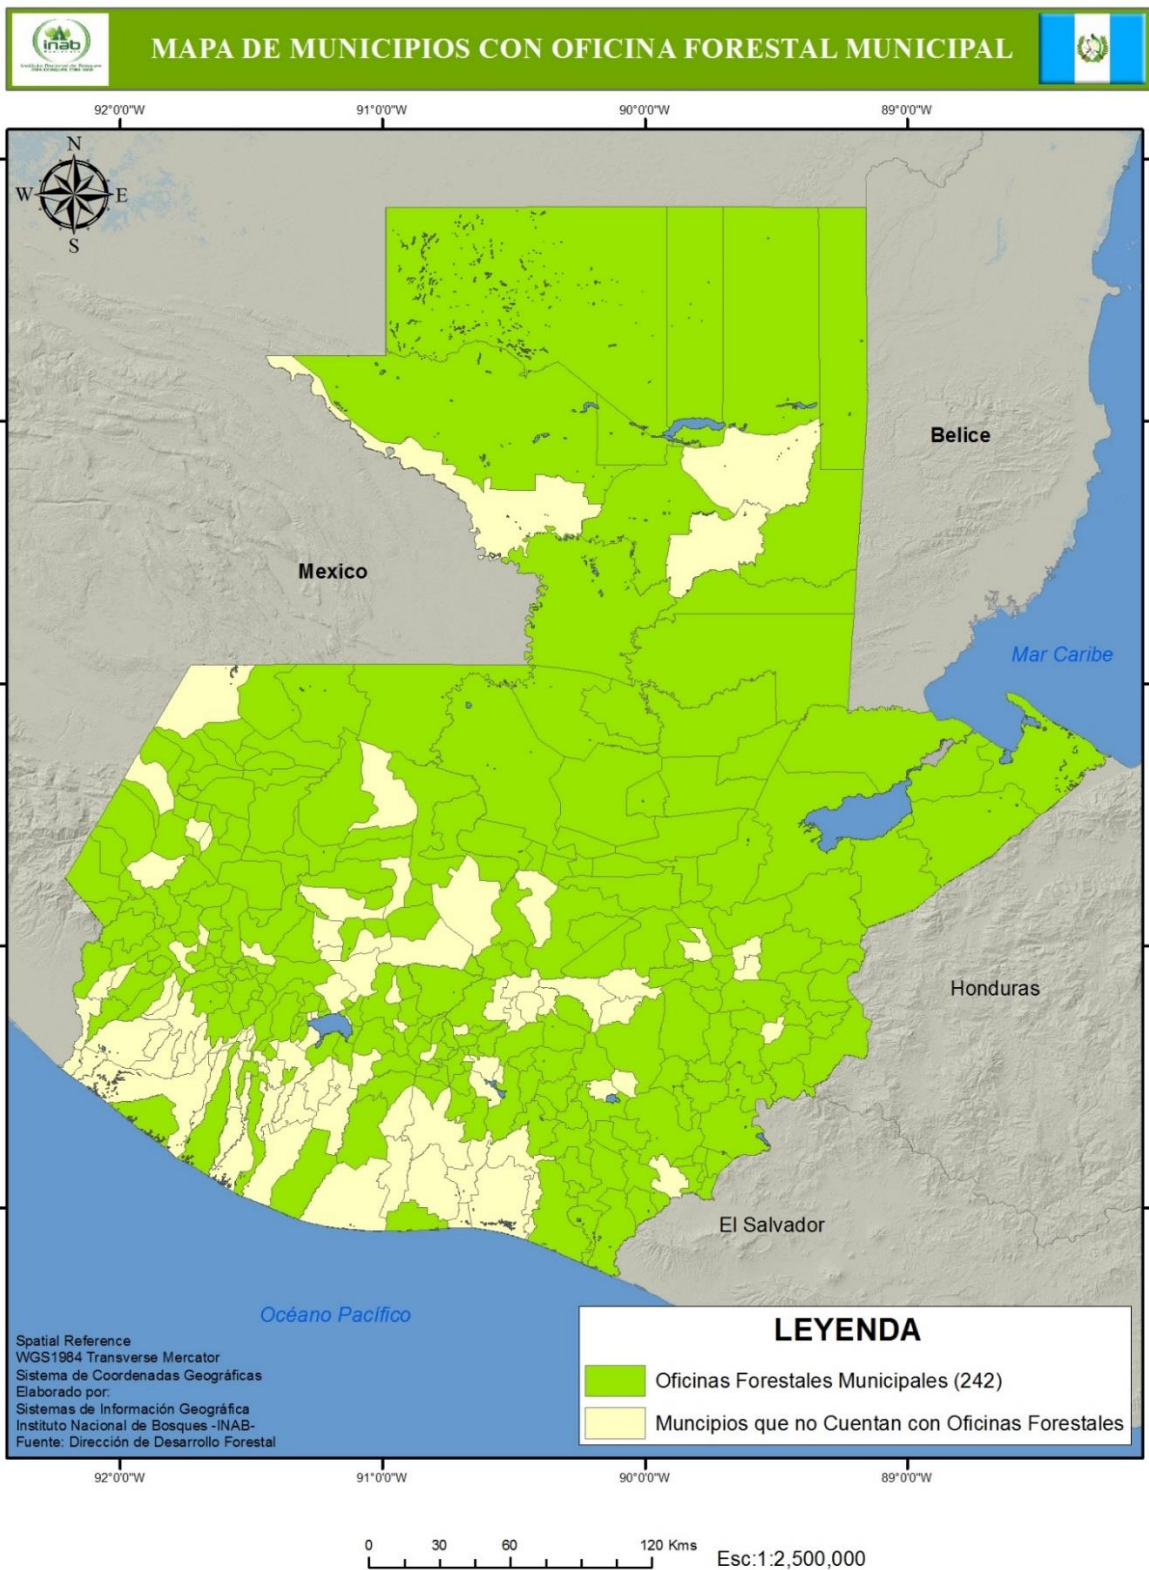 inab
Instituto Nacional de Bosques
MAPA DE MUNICIPIOS CON OFICINA FORESTAL MUNICIPAL
92°0'0"W 91°0'0"W 90°0'0"W 89°0'0"W
N
W E
S
Belice
Mexico
Mar Caribe
Honduras
El Salvador
Océano Pacífico
Spatial Reference
WGS1984 Transverse Mercator
Sistema de Coordenadas Geográficas
Elaborado por:
Sistemas de Información Geográfica
Instituto Nacional de Bosques -INAB-
Fuente: Dirección de Desarrollo Forestal
LEYENDA
Oficinas Forestales Municipales (242)
Muncipios que no Cuentan con Oficinas Forestales
92°0'0"W 91°0'0"W 90°0'0"W 89°0'0"W
0 30 60 120 Kms
Esc:1:2,500,000